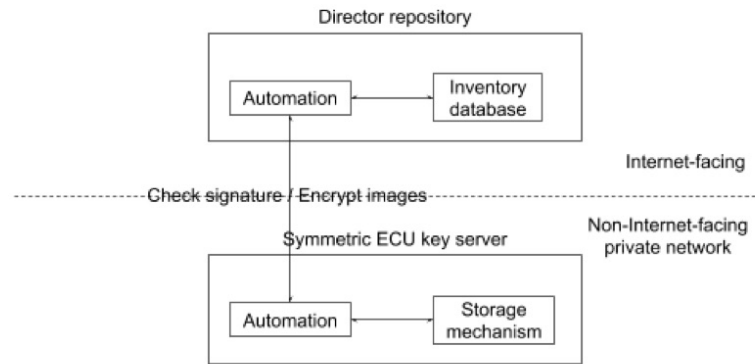 Director repository
Automation
Inventory
database
Internet-facing
Check signature / Encrypt images
Non-Internet-facing
private network
Symmetric ECU key server
Automation
Storage
mechanism